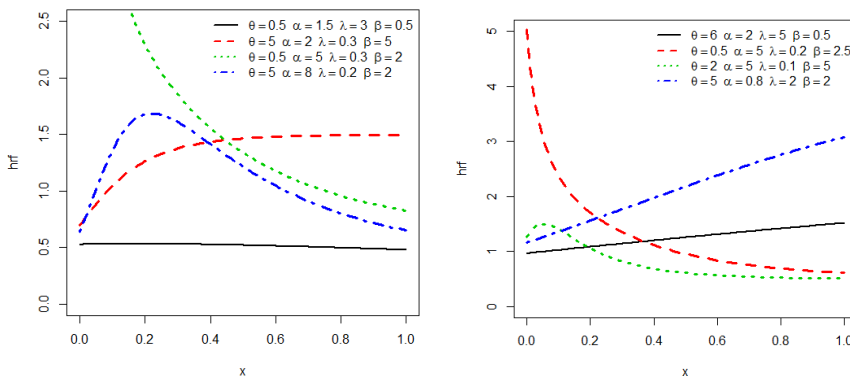 θ=0.5 α=1.5 λ=3 β=0.5
θ=5 α=2 λ=0.3 β=5
θ=0.5 α=5 λ=0.3 β=2
θ=5 α=8 λ=0.2 β=2
2.5
2.0
1.5
1.0
0.5
0.0
hrf
0.0 0.2 0.4 0.6 0.8 1.0
x
θ=6 α=2 λ=5 β=0.5
θ=0.5 α=5 λ=0.2 β=2.5
θ=2 α=5 λ=0.1 β=5
θ=5 α=0.8 λ=2 β=2
5
4
3
2
1
0
hrf
0.0 0.2 0.4 0.6 0.8 1.0
x